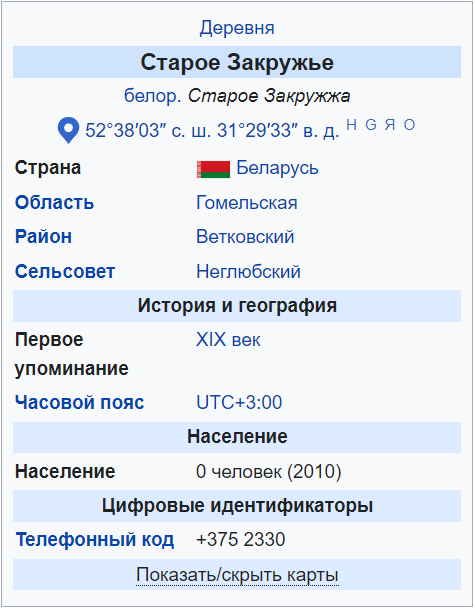 Деревня
Старое Закружье
белор. Старое Закружжа
52°38′03″ с. ш. 31°29′33″ в. д. H G Я O
Страна Беларусь
Область Гомельская
Район Ветковский
Сельсовет Неглюбский
История и география
Первое упоминание XIX век
Часовой пояс UTC+3:00
Население
Население 0 человек (2010)
Цифровые идентификаторы
Телефонный код +375 2330
Показать/скрыть карты